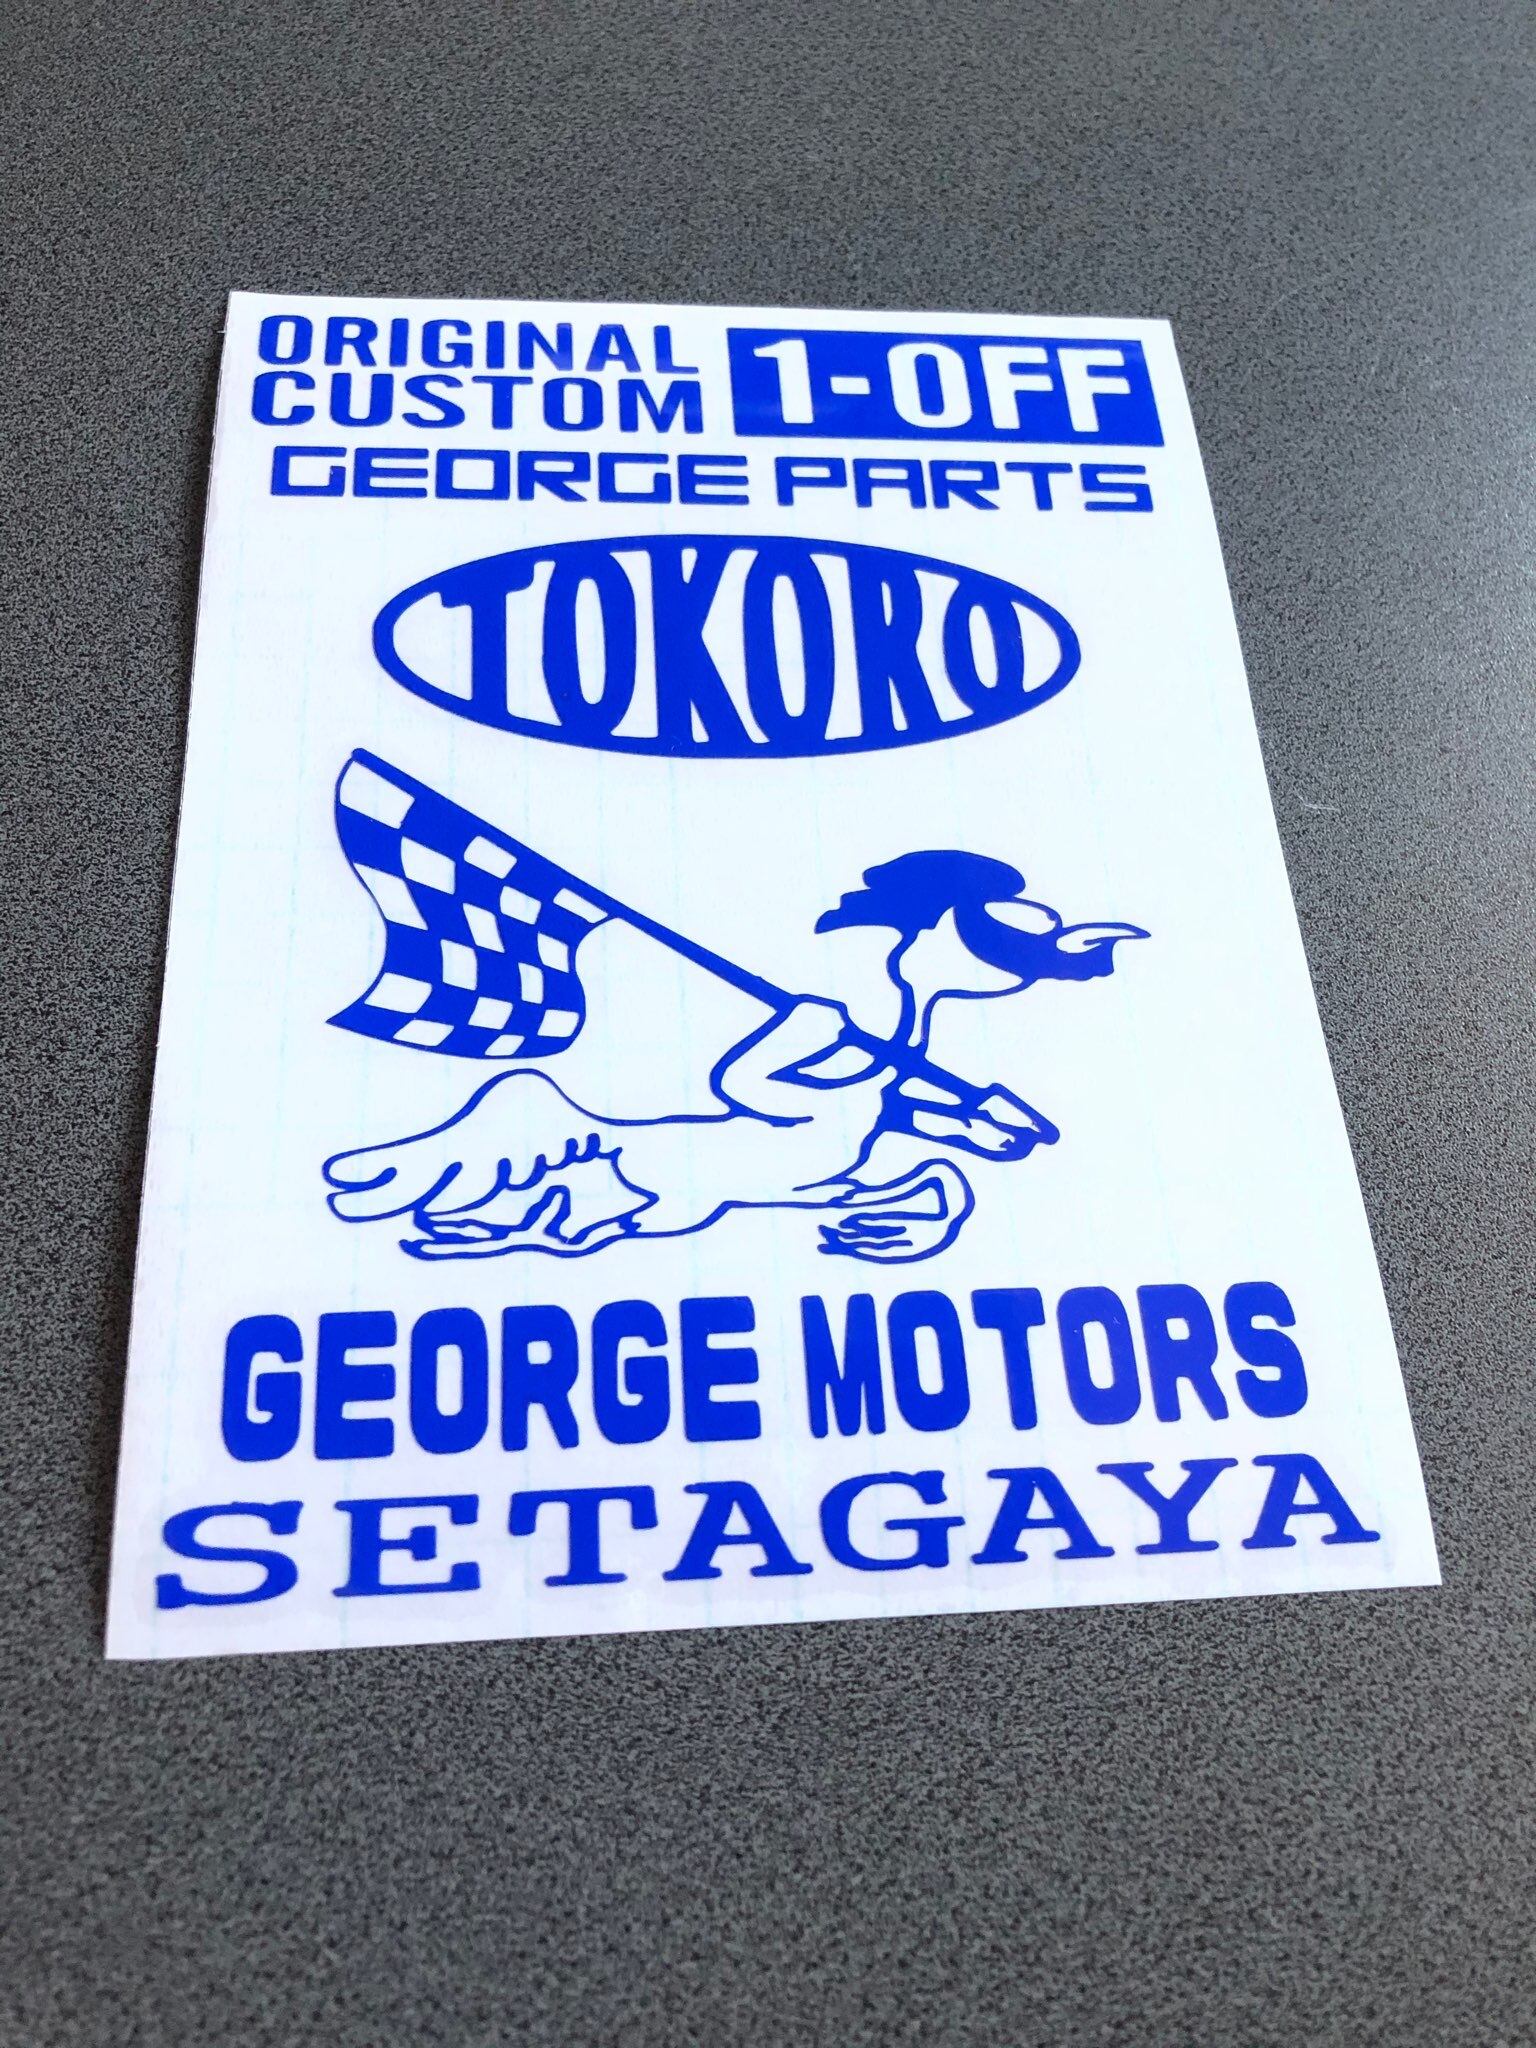 ORIGINAL
CUSTOM
1-OFF
GEORGE PARTS
TOKORO
GEORGE MOTORS
SETAGAYA